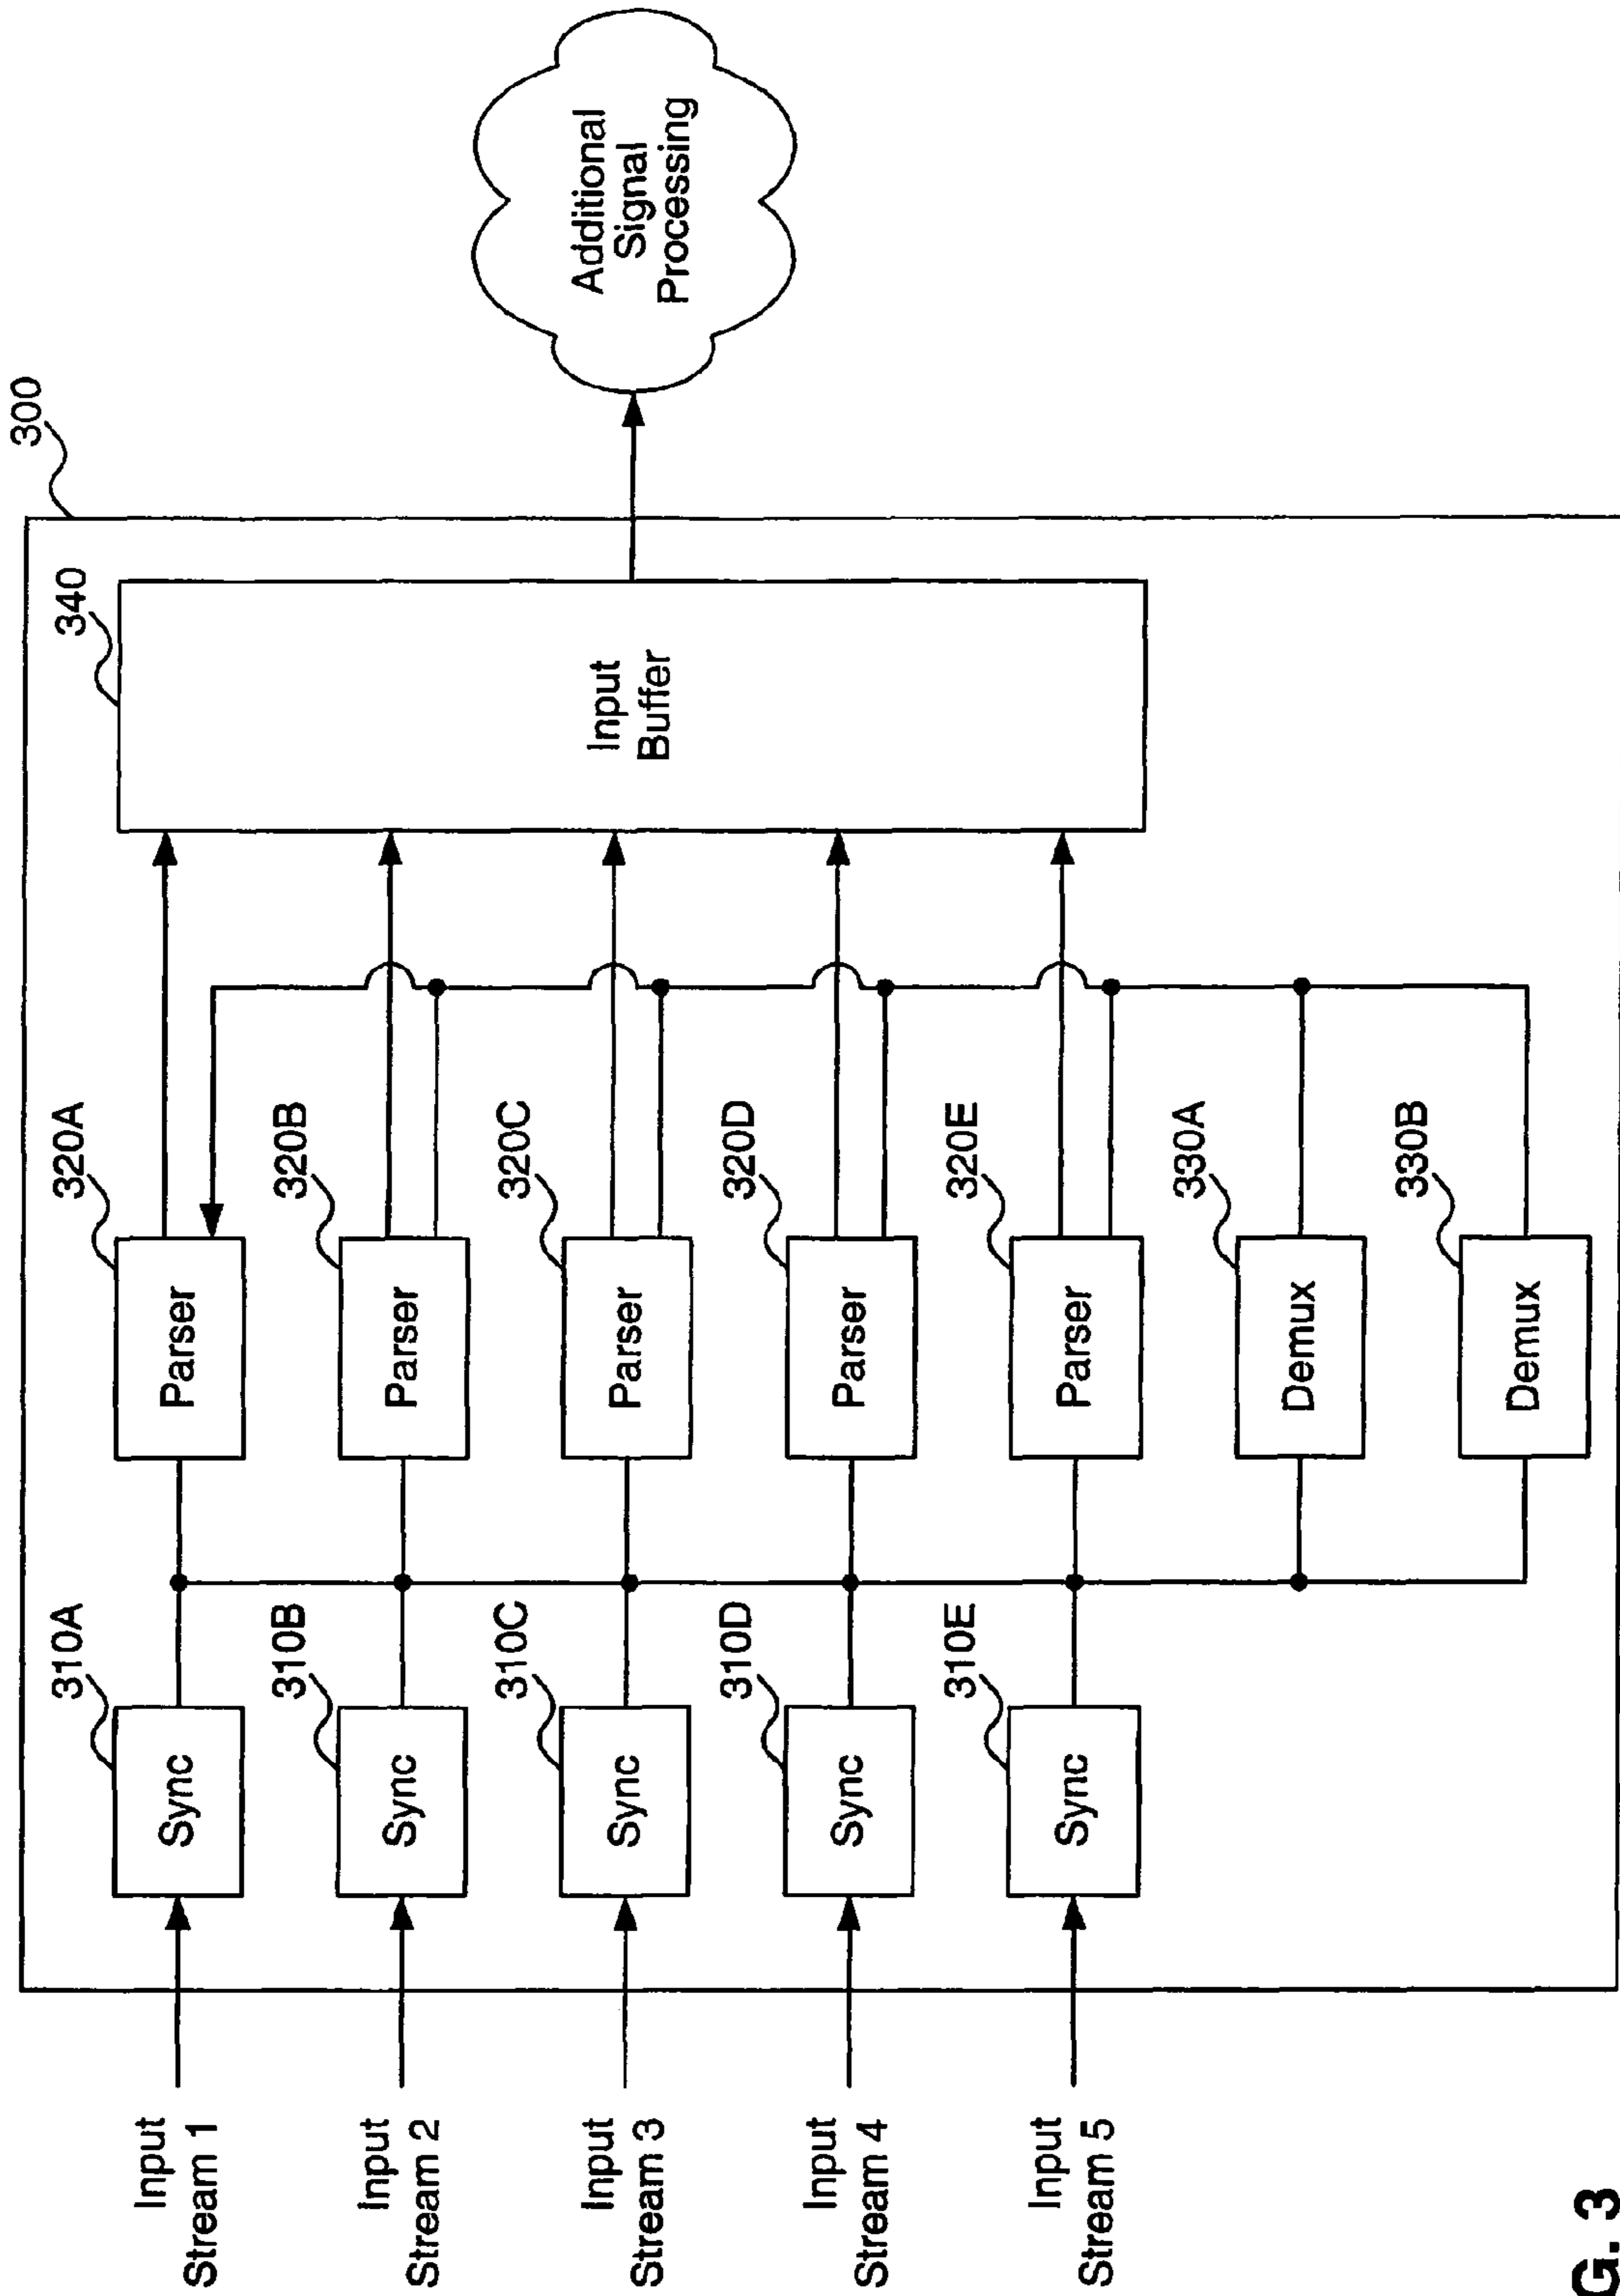 300
340
310A
320A
Input
Stream 1
Sync
Parser
310B
320B
Input
Stream 2
Sync
Parser
310C
320C
Input
Stream 3
Sync
Parser
Input
Buffer
Additional
Signal
Processing
310D
320D
Input
Stream 4
Sync
Parser
310E
320E
Input
Stream 5
Sync
Parser
330A
Demux
330B
Demux
G. 3